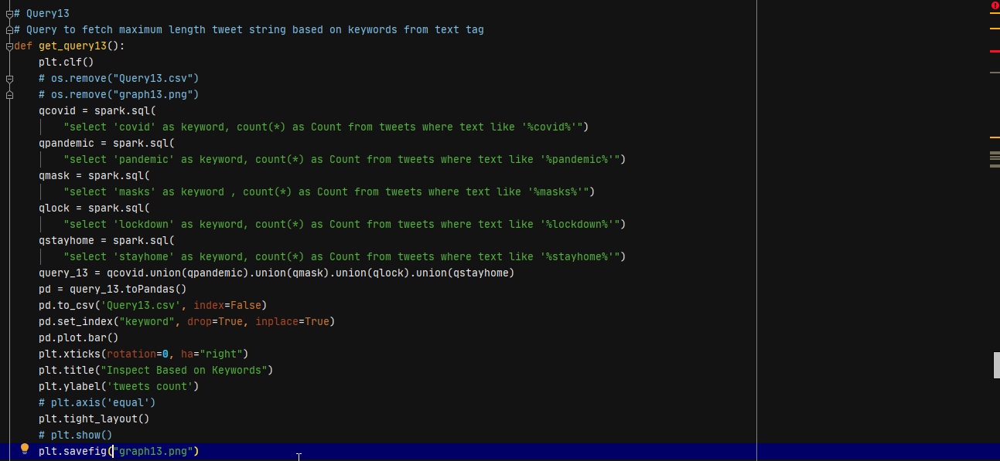 # Query13
# Query to fetch maximum length tweet string based on keywords from text tag
def get_query13():
    plt.clf()
    # os.remove("Query13.csv")
    # os.remove("graph13.png")
    qcovid = spark.sql(
        "select 'covid' as keyword, count(*) as Count from tweets where text like '%covid%'")
    qpandemic = spark.sql(
        "select 'pandemic' as keyword, count(*) as Count from tweets where text like '%pandemic%'")
    qmask = spark.sql(
        "select 'masks' as keyword , count(*) as Count from tweets where text like '%masks%'")
    qlock = spark.sql(
        "select 'lockdown' as keyword, count(*) as Count from tweets where text like '%lockdown%'")
    qstayhome = spark.sql(
        "select 'stayhome' as keyword, count(*) as Count from tweets where text like '%stayhome%'")
    query_13 = qcovid.union(qpandemic).union(qmask).union(qlock).union(qstayhome)
    pd = query_13.toPandas()
    pd.to_csv('Query13.csv', index=False)
    pd.set_index("keyword", drop=True, inplace=True)
    pd.plot.bar()
    plt.xticks(rotation=0, ha="right")
    plt.title("Inspect Based on Keywords")
    plt.ylabel('tweets count')
    # plt.axis('equal')
    plt.tight_layout()
    # plt.show()
    plt.savefig("graph13.png")